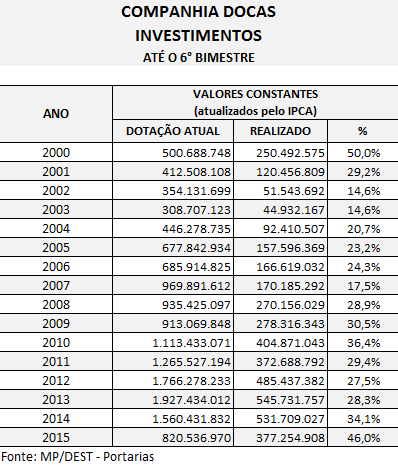 COMPANHIA DOCAS
INVESTIMENTOS
ATÉ O 6° BIMESTRE
ANO VALORES CONSTANTES
(atualizados pelo IPCA)
DOTAÇÃO ATUAL REALIZADO %
2000 500.688.748 250.492.575 50,0%
2001 412.508.108 120.456.809 29,2%
2002 354.131.699 51.543.692 14,6%
2003 308.707.123 44.932.167 14,6%
2004 446.278.735 92.410.507 20,7%
2005 677.842.934 157.596.369 23,2%
2006 685.914.825 166.619.032 24,3%
2007 969.891.612 170.185.292 17,5%
2008 935.425.097 270.156.029 28,9%
2009 913.069.848 278.316.343 30,5%
2010 1.113.433.071 404.871.043 36,4%
2011 1.265.527.194 372.688.792 29,4%
2012 1.766.278.233 485.437.382 27,5%
2013 1.927.434.012 545.731.757 28,3%
2014 1.560.431.832 531.709.027 34,1%
2015 820.536.970 377.254.908 46,0%
Fonte: MP/DEST - Portarias